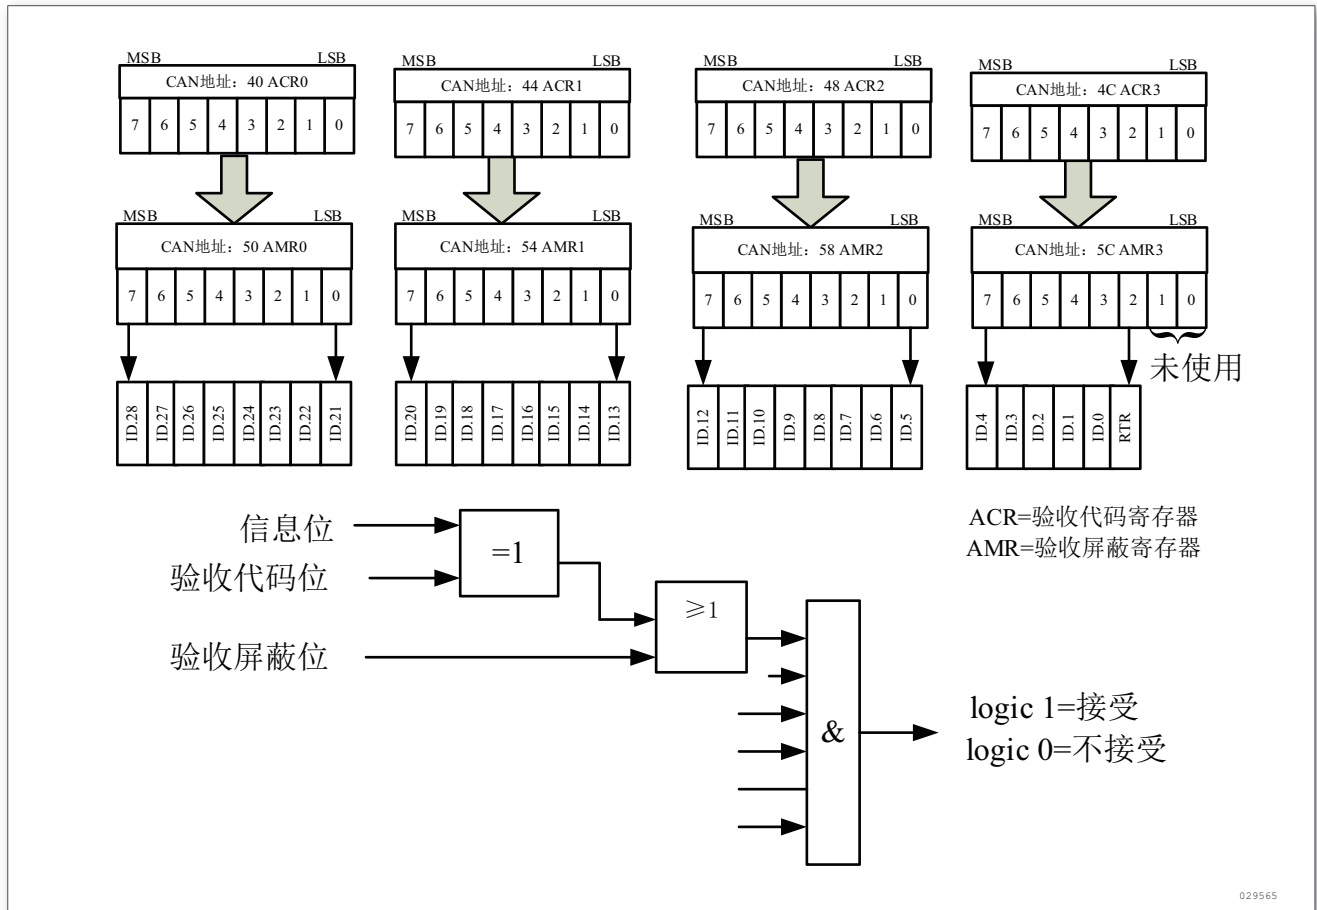 MSB LSB MSB LSB MSB LSB MSB LSB
CAN地址：40 ACR0 CAN地址：44 ACR1 CAN地址：48 ACR2 CAN地址：4C ACR3
7 6 5 4 3 2 1 0 7 6 5 4 3 2 1 0 7 6 5 4 3 2 1 0 7 6 5 4 3 2 1 0
MSB LSB MSB LSB MSB LSB MSB LSB
CAN地址：50 AMR0 CAN地址：54 AMR1 CAN地址：58 AMR2 CAN地址：5C AMR3
7 6 5 4 3 2 1 0 7 6 5 4 3 2 1 0 7 6 5 4 3 2 1 0 7 6 5 4 3 2 1 0
未使用
ID.28 ID.27 ID.26 ID.25 ID.24 ID.23 ID.22 ID.21 ID.20 ID.19 ID.18 ID.17 ID.16 ID.15 ID.14 ID.13 ID.12 ID.11 ID.10 ID.9 ID.8 ID.7 ID.6 ID.5 ID.4 ID.3 ID.2 ID.1 ID.0 RTR
ACR=验收代码寄存器
AMR=验收屏蔽寄存器
信息位
=1
验收代码位
≥1
验收屏蔽位
&
logic 1=接受
logic 0=不接受
029565